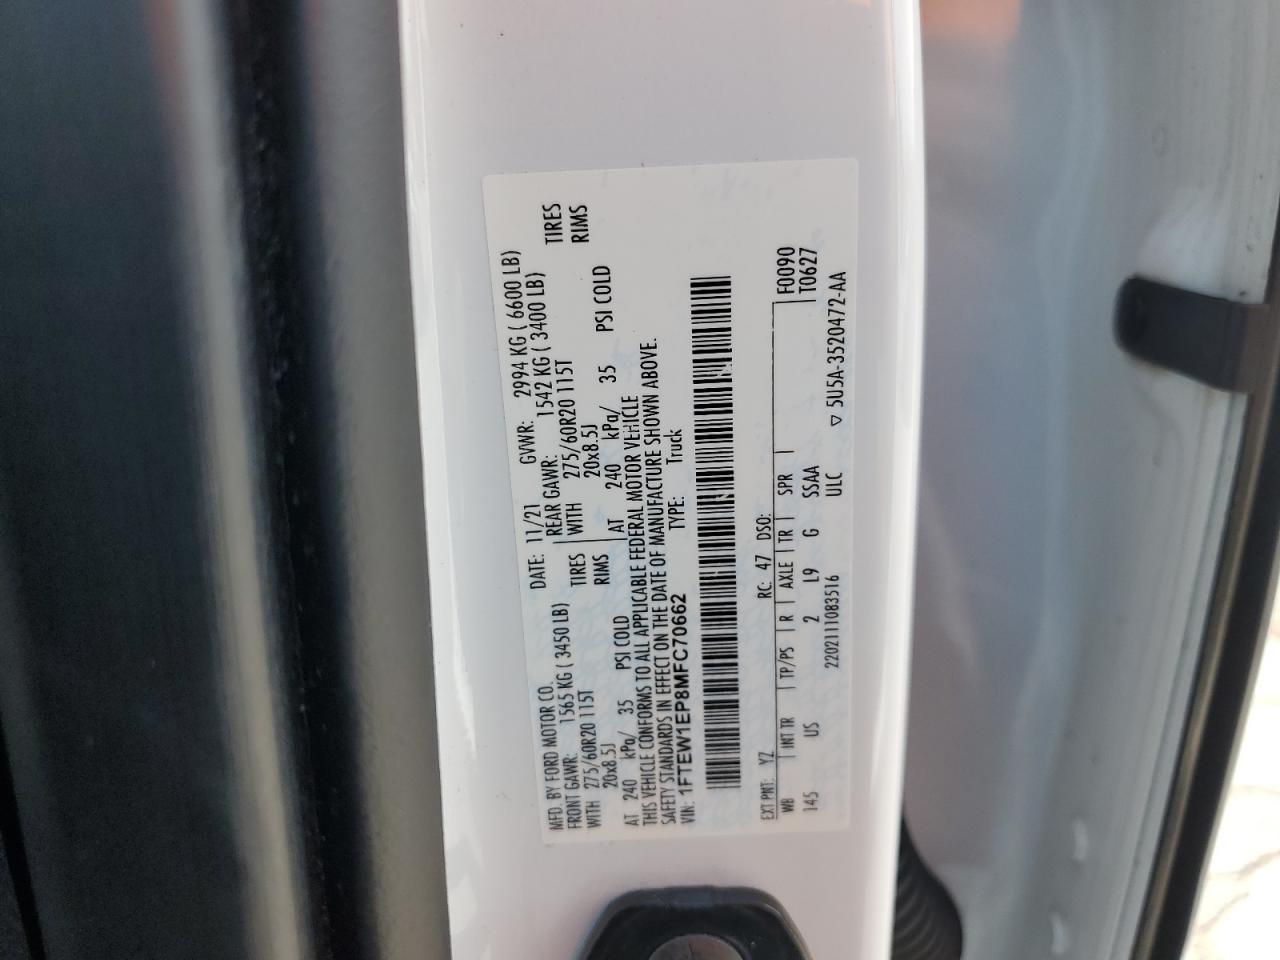 MFD. BY FORD MOTOR CO. DATE: 11/21 GVWR: 2994 KG ( 6600 LB)
FRONT GAWR: 1565 KG ( 3450 LB) REAR GAWR: 1542 KG ( 3400 LB)
WITH 275/60R20 115T TIRES WITH 275/60R20 115T TIRES
20x8.5J RIMS 20x8.5J RIMS
AT 240 kPa/ 35 PSI COLD AT 240 kPa/ 35 PSI COLD
THIS VEHICLE CONFORMS TO ALL APPLICABLE FEDERAL MOTOR VEHICLE
SAFETY STANDARDS IN EFFECT ON THE DATE OF MANUFACTURE SHOWN ABOVE.
VIN: 1FTEW1EP8MFC70662 TYPE: Truck
EXT PNT: YZ RC: 47 DSO: F0090
WB INT TR TP/PS R AXLE TR SPR T0627
145 US 2 L9 G SSAA
2202111083516 ULC ▽ 5U5A-3520472-AA